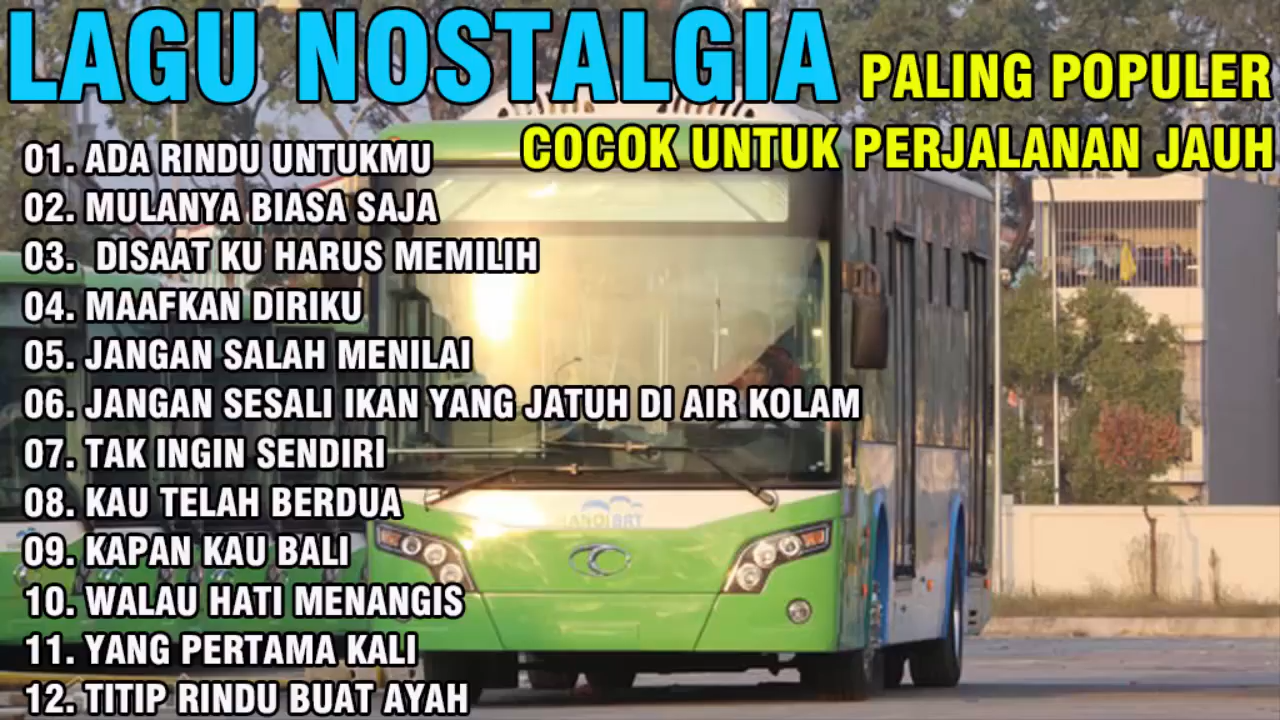 LAGU NOSTALGIA
PALING POPULER
COCOK UNTUK PERJALANAN JAUH
01. ADA RINDU UNTUKMU
02. MULANYA BIASA SAJA
03. DISAAT KU HARUS MEMILIH
04. MAAFKAN DIRIKU
05. JANGAN SALAH MENILAI
06. JANGAN SESALI IKAN YANG JATUH DI AIR KOLAM
07. TAK INGIN SENDIRI
08. KAU TELAH BERDUA
09. KAPAN KAU BALI
10. WALAU HATI MENANGIS
11. YANG PERTAMA KALI
12. TITIP RINDU BUAT AYAH